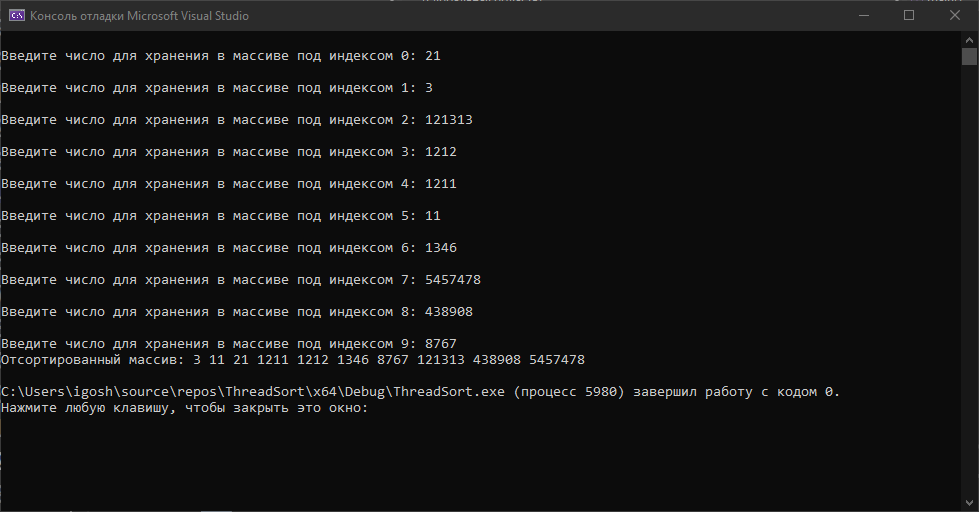 Консоль отладки Microsoft Visual Studio
Введите число для хранения в массиве под индексом 0: 21
Введите число для хранения в массиве под индексом 1: 3
Введите число для хранения в массиве под индексом 2: 121313
Введите число для хранения в массиве под индексом 3: 1212
Введите число для хранения в массиве под индексом 4: 1211
Введите число для хранения в массиве под индексом 5: 11
Введите число для хранения в массиве под индексом 6: 1346
Введите число для хранения в массиве под индексом 7: 5457478
Введите число для хранения в массиве под индексом 8: 438908
Введите число для хранения в массиве под индексом 9: 8767
Отсортированный массив: 3 11 21 1211 1212 1346 8767 121313 438908 5457478
C:\Users\igosh\source\repos\ThreadSort\x64\Debug\ThreadSort.exe (процесс 5980) завершил работу с кодом 0.
Нажмите любую клавишу, чтобы закрыть это окно: